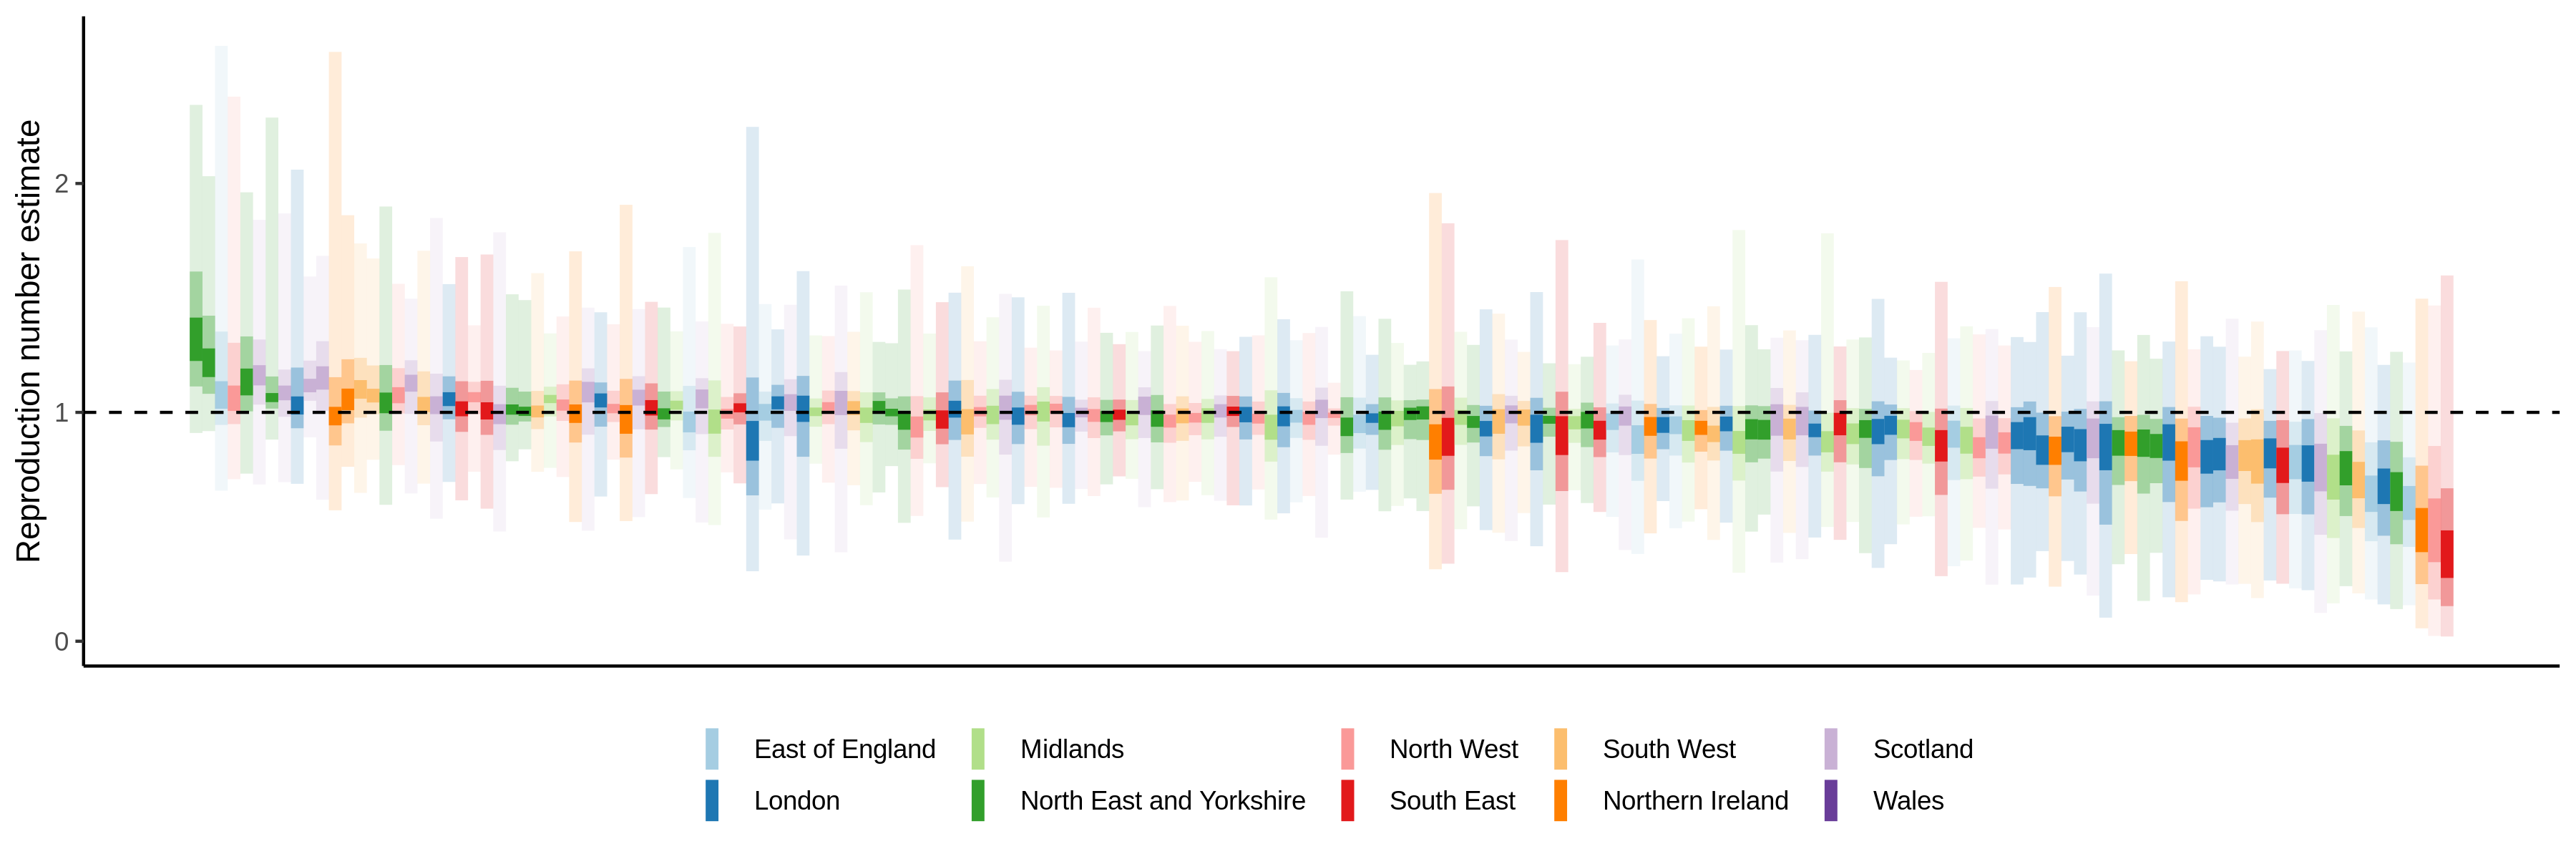 Reproduction number estimate
2
1
0
East of England
Midlands
North West
South West
Scotland
London
North East and Yorkshire
South East
Northern Ireland
Wales